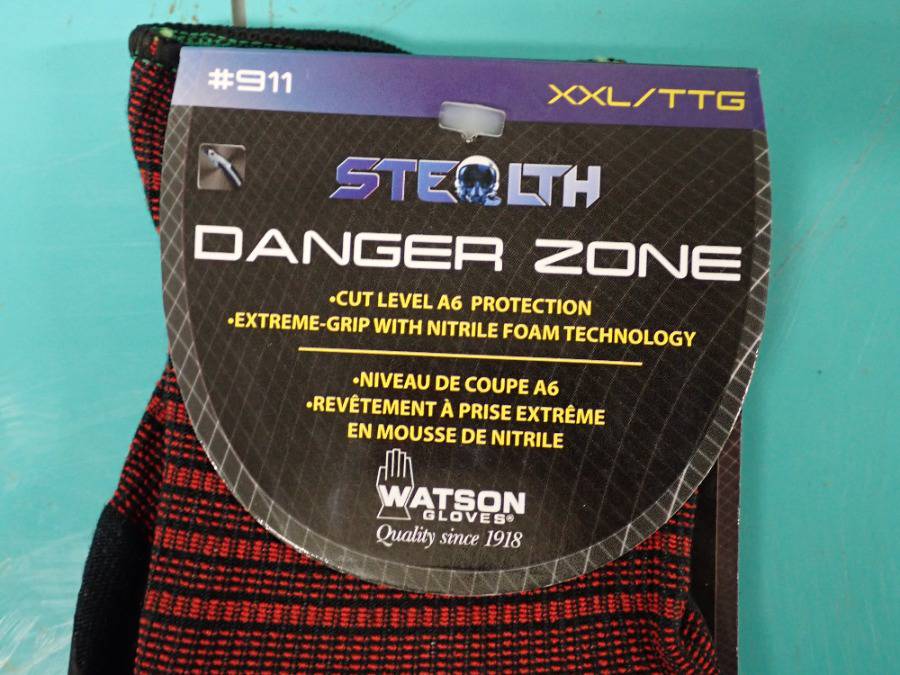 #911
XXL/TTG
STEALTH
DANGER ZONE
•CUT LEVEL A6 PROTECTION
•EXTREME-GRIP WITH NITRILE FOAM TECHNOLOGY
•NIVEAU DE COUPE A6
•REVÊTEMENT À PRISE EXTRÊME
EN MOUSSE DE NITRILE
WATSON
GLOVES®
Quality since 1918